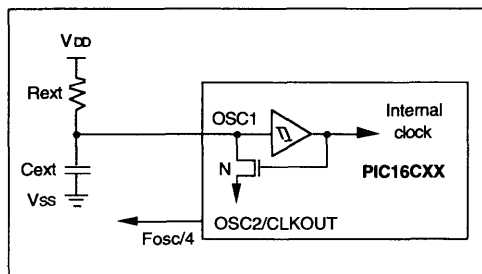 VDD
Rext
OSC1
Internal
clock
Cext
N
PIC16CXX
VSS
OSC2/CLKOUT
Fosc/4